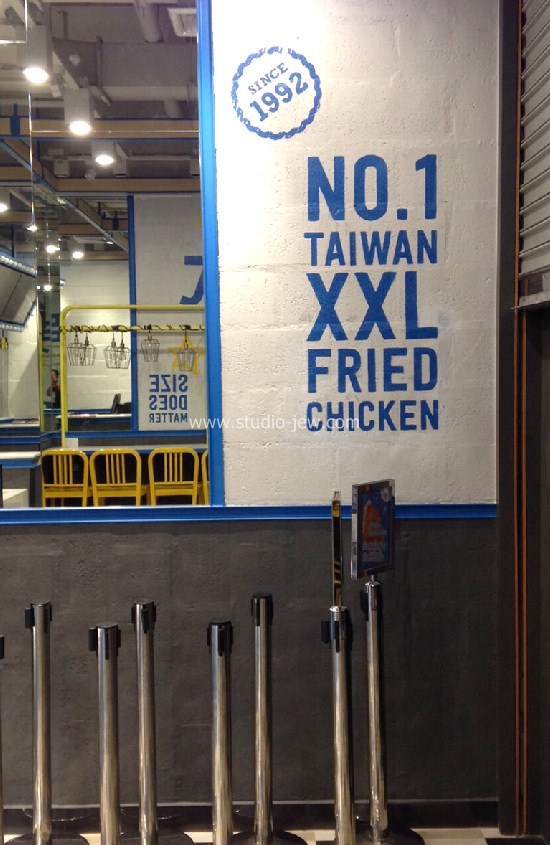 SINCE
1992
NO.1
TAIWAN
XXL
FRIED
CHICKEN
SIZE
DOES
MATTER
www.studio-jew.com